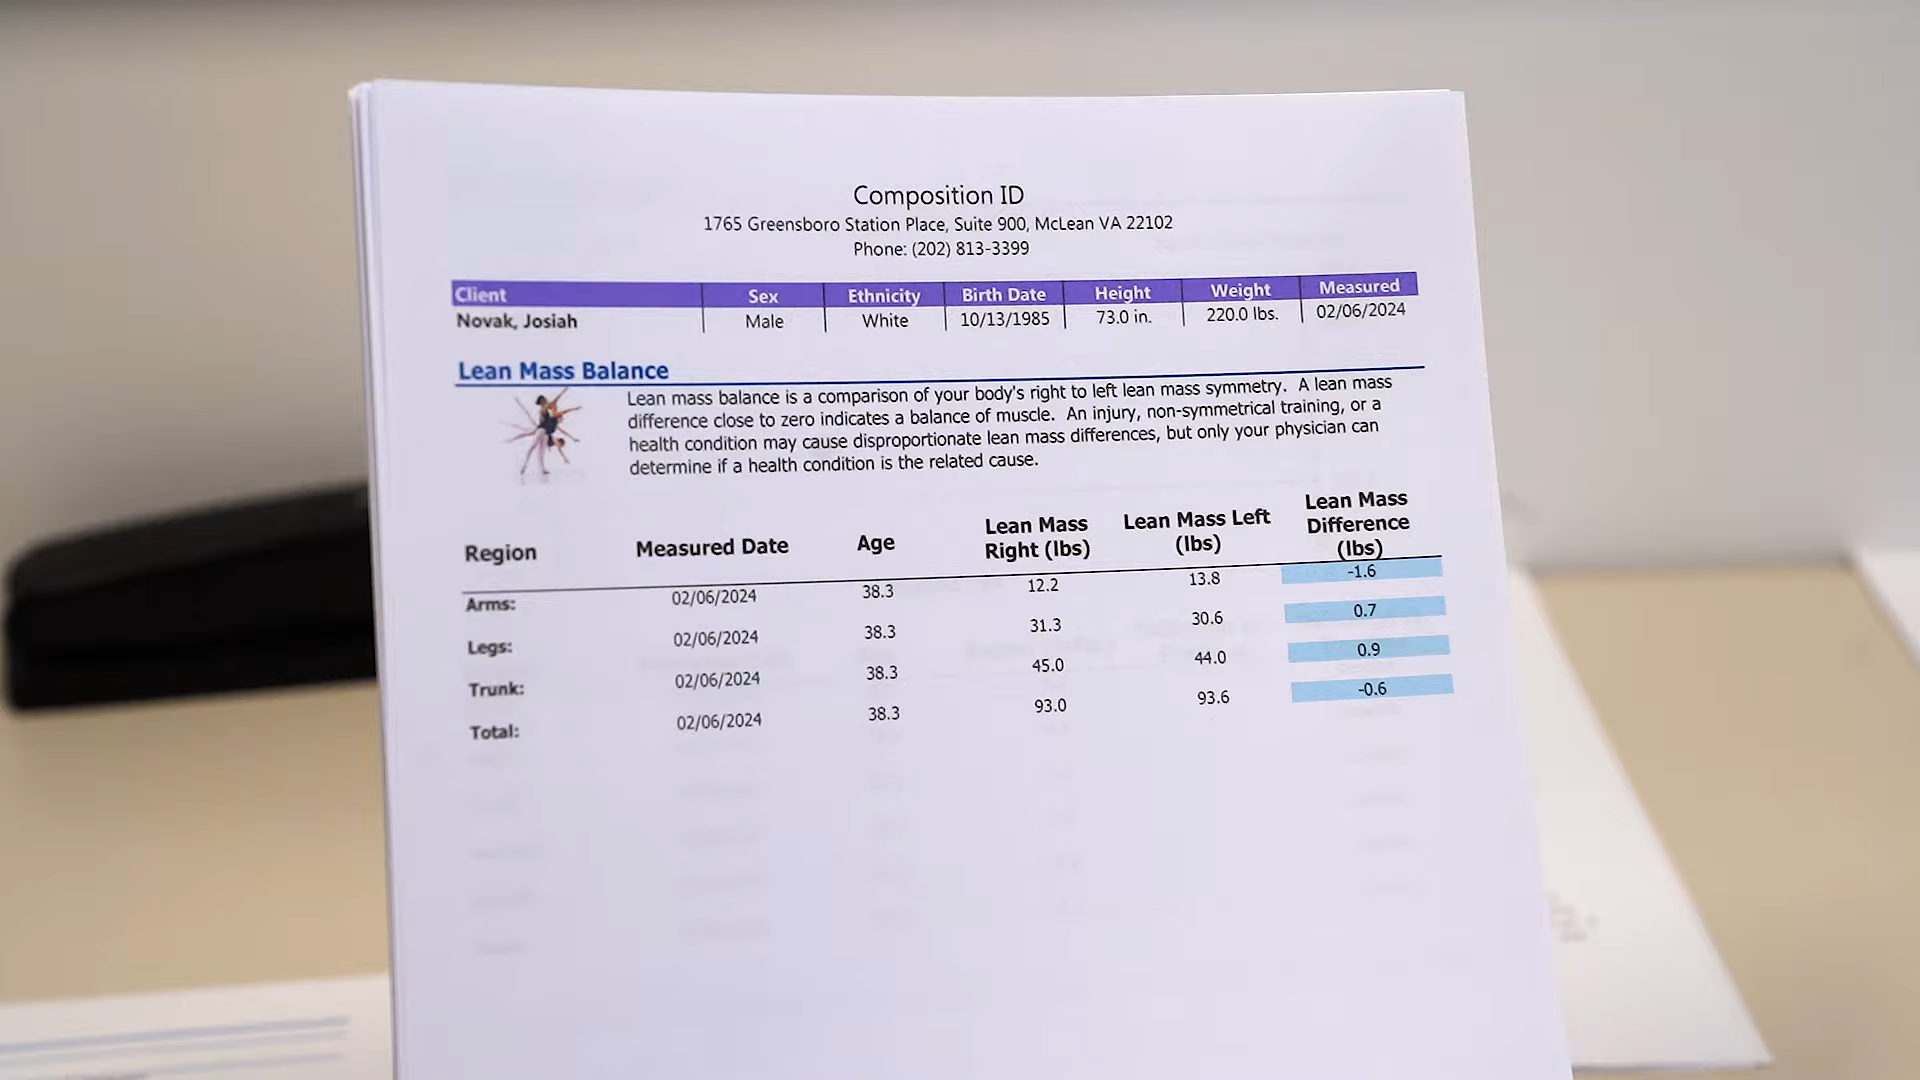 Composition ID
1765 Greensboro Station Place, Suite 900, McLean VA 22102
Phone: (202) 813-3399
Client Sex Ethnicity Birth Date Height Weight Measured
Novak, Josiah Male White 10/13/1985 73.0 in. 220.0 lbs. 02/06/2024
Lean Mass Balance
Lean mass balance is a comparison of your body's right to left lean mass symmetry. A lean mass
difference close to zero indicates a balance of muscle. An injury, non-symmetrical training, or a
health condition may cause disproportionate lean mass differences, but only your physician can
determine if a health condition is the related cause.
Region Measured Date Age Lean Mass Right (lbs) Lean Mass Left (lbs) Lean Mass Difference (lbs)
Arms: 02/06/2024 38.3 12.2 13.8 -1.6
Legs: 02/06/2024 38.3 31.3 30.6 0.7
Trunk: 02/06/2024 38.3 45.0 44.0 0.9
Total: 02/06/2024 38.3 93.0 93.6 -0.6